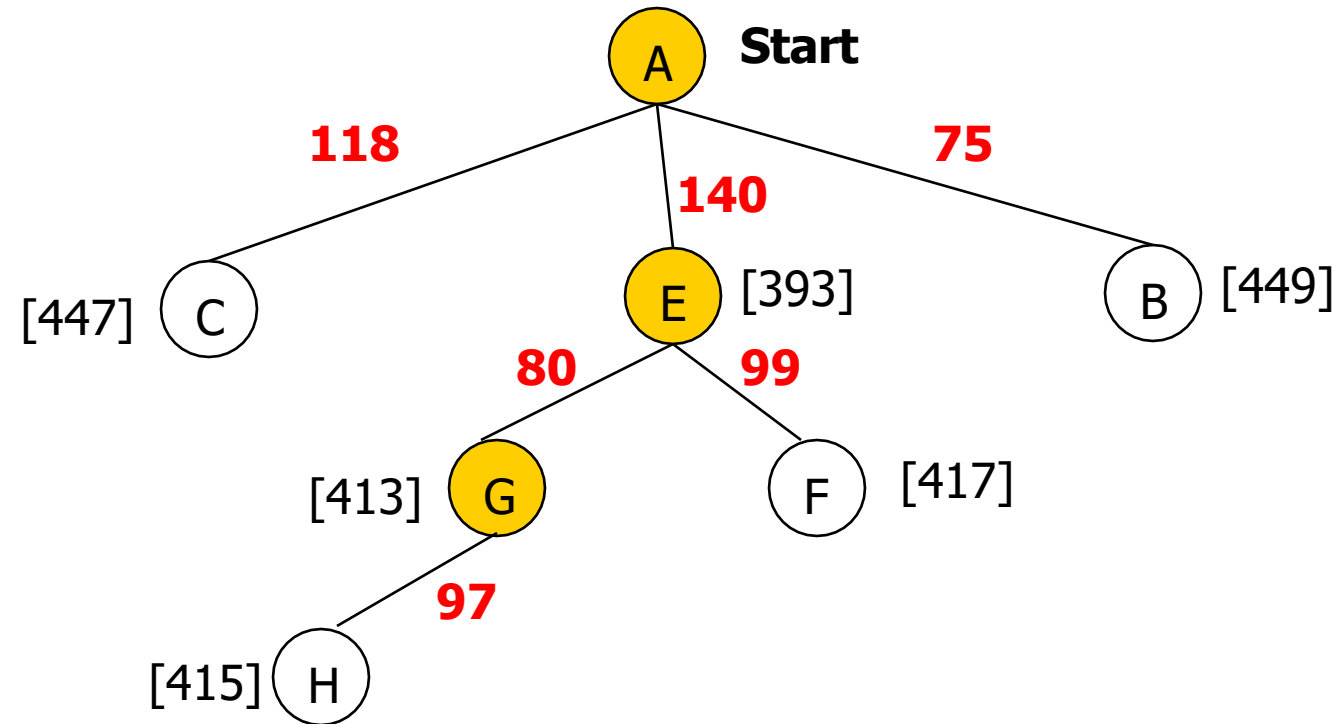 A Start
118
75
140
[447] C
E [393]
B [449]
80
99
[413] G
F [417]
97
[415] H